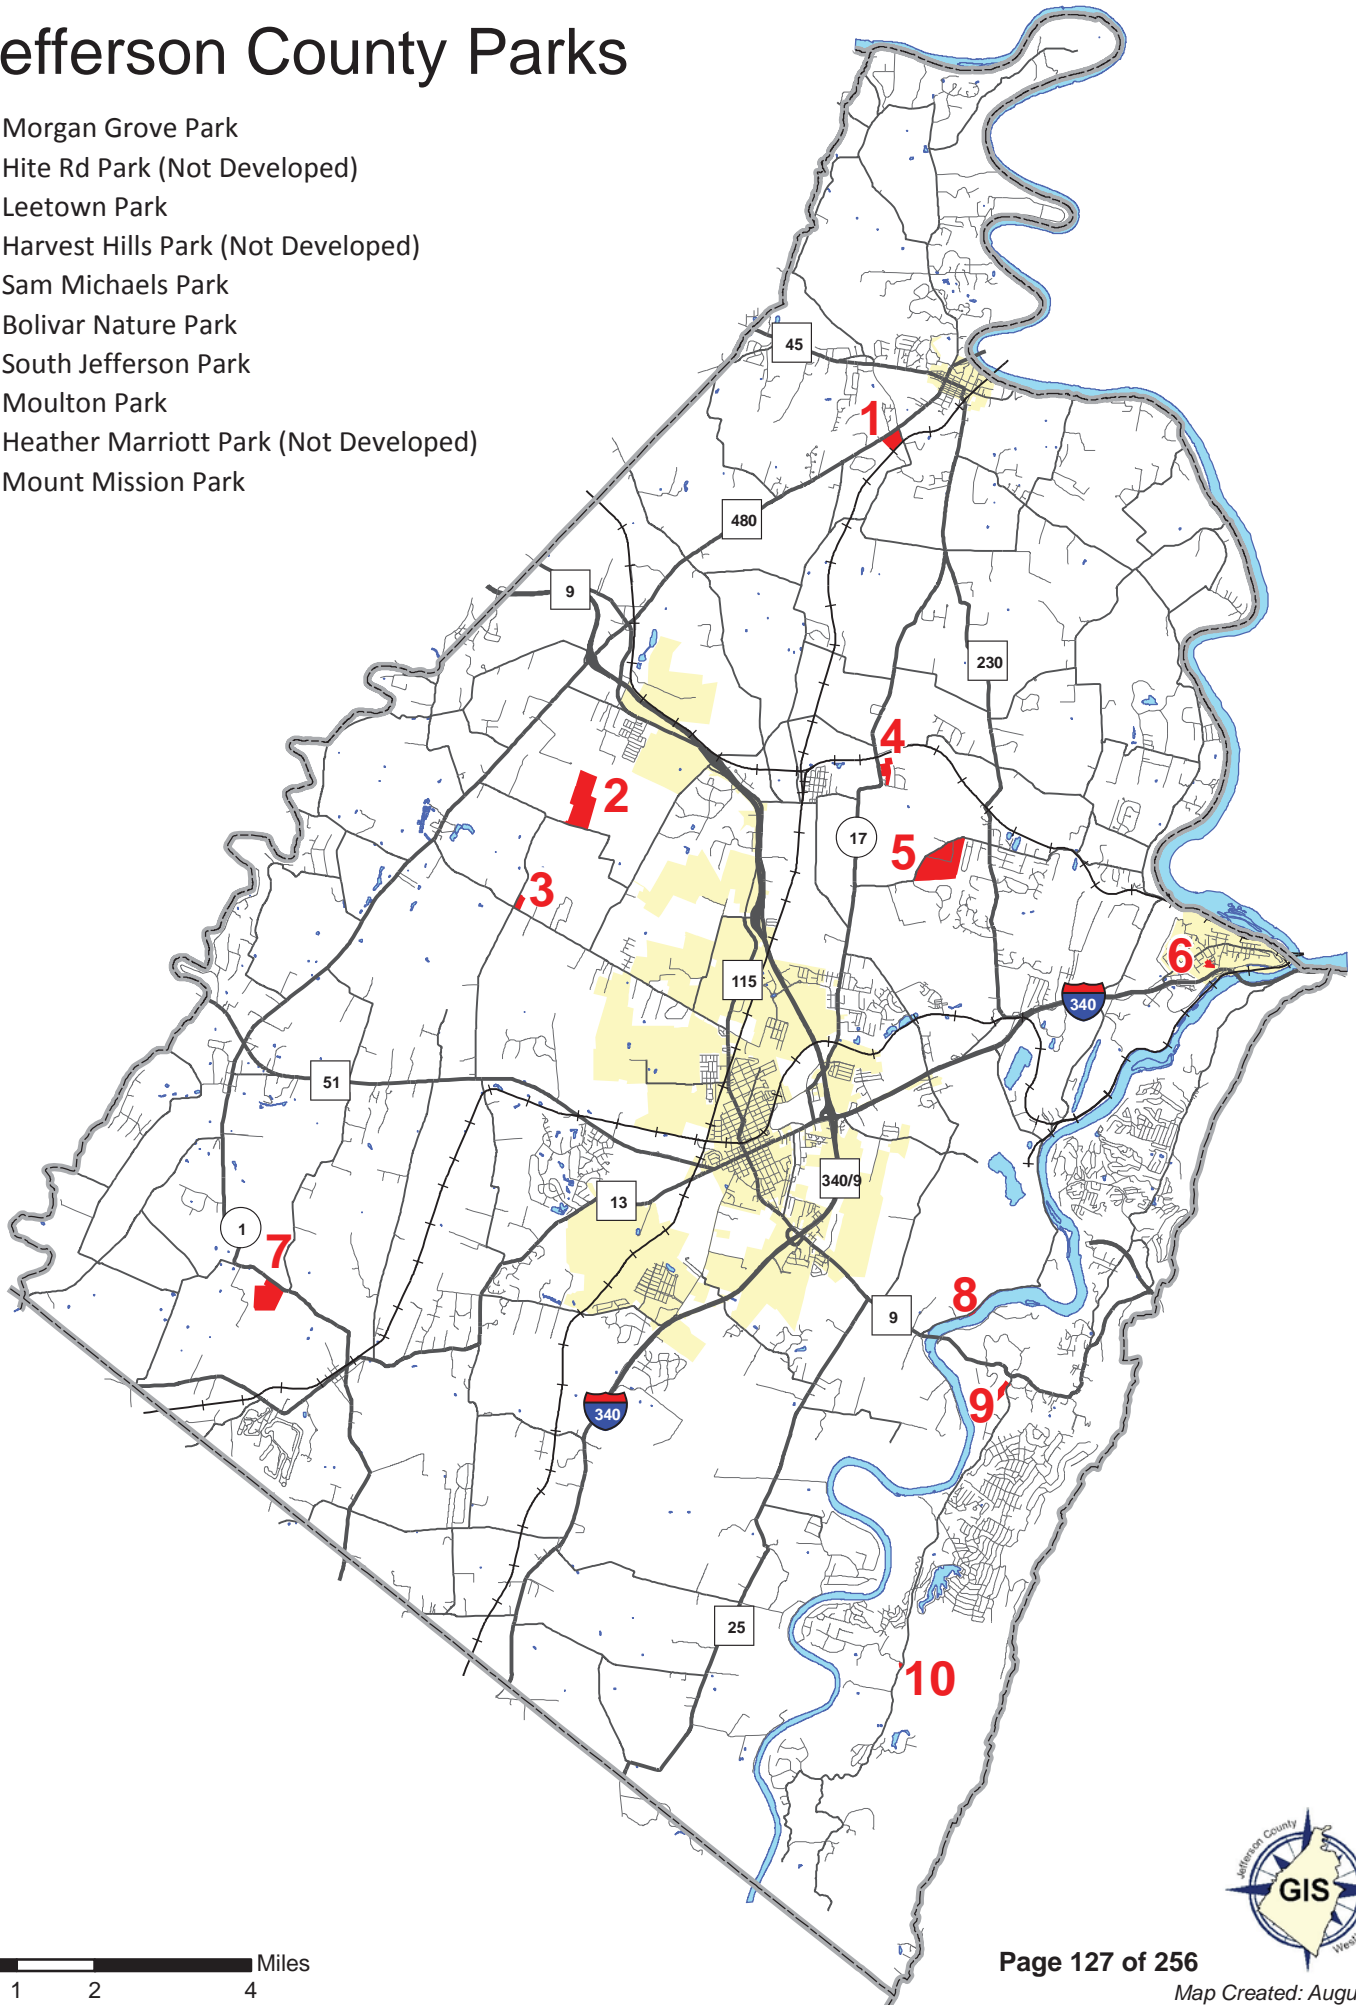 efferson County Parks
Morgan Grove Park
Hite Rd Park (Not Developed)
Leetown Park
Harvest Hills Park (Not Developed)
Sam Michaels Park
Bolivar Nature Park
South Jefferson Park
Moulton Park
Heather Marriott Park (Not Developed)
Mount Mission Park
45
1
480
9
230
4
2
17
5
3
6
115
340
51
13
340/9
1
7
8
9
9
340
25
10
Jefferson County
GIS
West
Miles
1 2 4
Page 127 of 256
Map Created: Augu